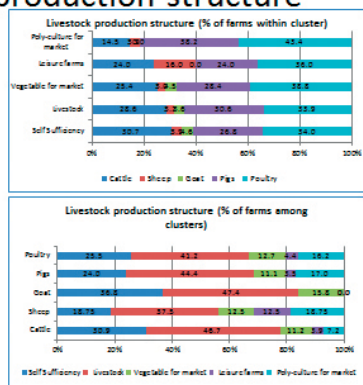 production structure
Livestock production structure (% of farms within cluster)
Poly-culture for
market
14.5 38.2 43.4
Leisure farms
24.0 16.0 0.0 24.0 36.0
Vegetable for market
25.4 28.4 36.8
Livestock
28.6 30.6 33.9
Self Sufficiency
30.7 26.8 34.0
0% 20% 40% 60% 80% 100%
Cattle Sheep Goat Pigs Poultry
Livestock production structure (% of farms among
clusters)
Poultry 25.5 41.2 12.7 4.4 16.2
Pigs 24.0 44.4 11.1 3.5 17.0
Goat 36.8 47.4 15.8 0.0
Sheep 18.75 37.5 12.5 12.5 18.75
Cattle 30.9 46.7 11.2 3.9 7.2
0% 20% 40% 60% 80% 100%
Self Sufficiency Livestock Vegetable for market Leisure farms Poly-culture for market